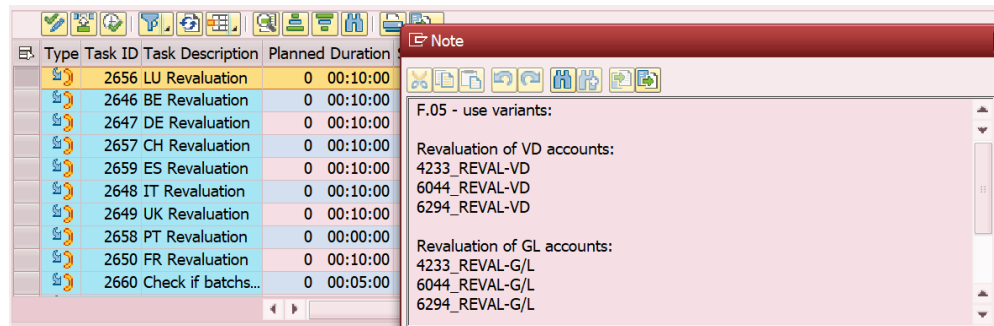 Type Task ID Task Description Planned Duration
2656 LU Revaluation 0 00:10:00
2646 BE Revaluation 0 00:10:00
2647 DE Revaluation 0 00:10:00
2657 CH Revaluation 0 00:10:00
2659 ES Revaluation 0 00:10:00
2648 IT Revaluation 0 00:10:00
2649 UK Revaluation 0 00:10:00
2658 PT Revaluation 0 00:00:00
2650 FR Revaluation 0 00:10:00
2660 Check if batchs... 0 00:05:00
Note
F.05 - use variants:
Revaluation of VD accounts:
4233_REVAL-VD
6044_REVAL-VD
6294_REVAL-VD
Revaluation of GL accounts:
4233_REVAL-G/L
6044_REVAL-G/L
6294_REVAL-G/L